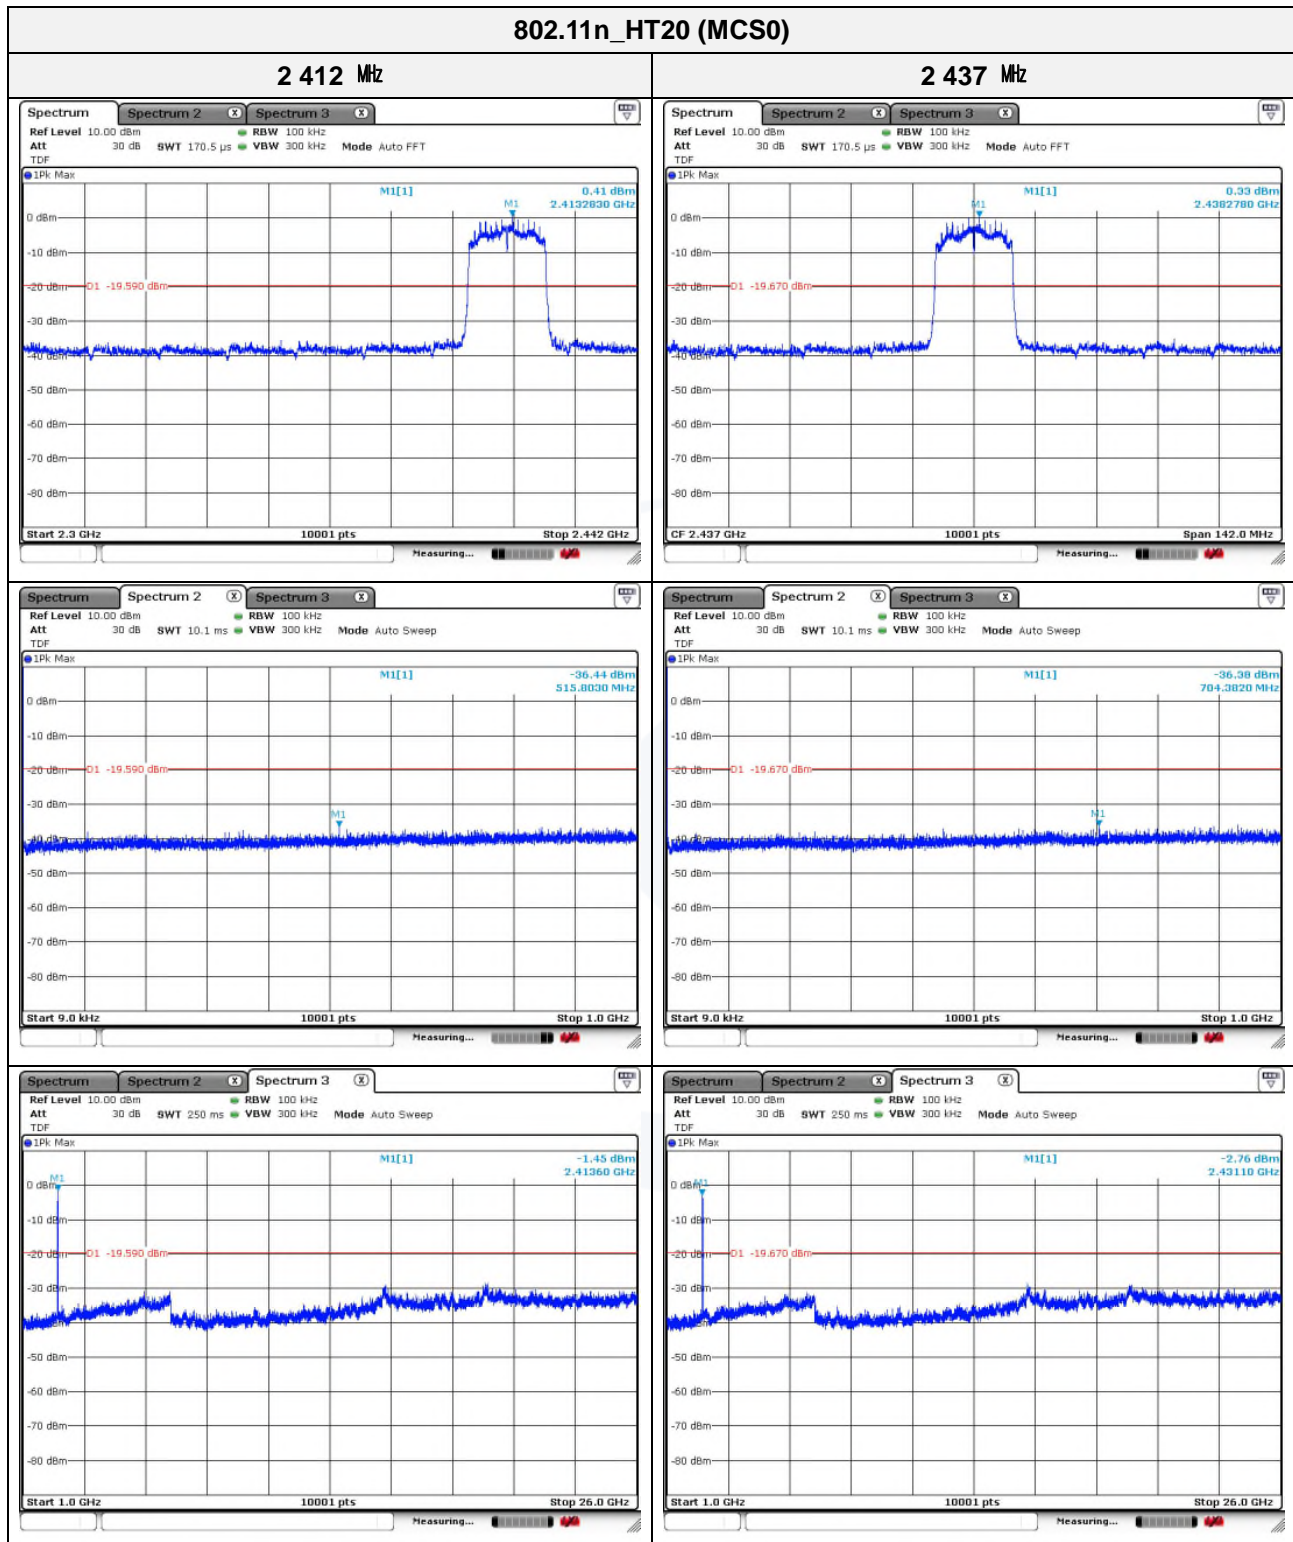 802.11n_HT20 (MCS0)
2 412 ㎒
2 437 ㎒
Spectrum Spectrum 2 X Spectrum 3 X
Ref Level 10.00 dBm RBW 100 kHz
Att 30 dB SWT 170.5 µs VBW 300 kHz Mode Auto FFT
TDF
1Pk Max
M1[1] 0.41 dBm
2.4132830 GHz
M1
0 dBm
-10 dBm
-20 dBm
D1 -19.590 dBm
-30 dBm
-40 dBm
-50 dBm
-60 dBm
-70 dBm
-80 dBm
Start 2.3 GHz 10001 pts Stop 2.442 GHz
Measuring...
Spectrum Spectrum 2 X Spectrum 3 X
Ref Level 10.00 dBm RBW 100 kHz
Att 30 dB SWT 170.5 µs VBW 300 kHz Mode Auto FFT
TDF
1Pk Max
M1[1] 0.33 dBm
2.4382780 GHz
M1
0 dBm
-10 dBm
-20 dBm
D1 -19.670 dBm
-30 dBm
-40 dBm
-50 dBm
-60 dBm
-70 dBm
-80 dBm
CF 2.437 GHz 10001 pts Span 142.0 MHz
Measuring...
Spectrum Spectrum 2 X Spectrum 3 X
Ref Level 10.00 dBm RBW 100 kHz
Att 30 dB SWT 10.1 ms VBW 300 kHz Mode Auto Sweep
TDF
1Pk Max
M1[1] -36.44 dBm
515.8030 MHz
0 dBm
-10 dBm
-20 dBm
D1 -19.590 dBm
-30 dBm
M1
-40 dBm
-50 dBm
-60 dBm
-70 dBm
-80 dBm
Start 9.0 kHz 10001 pts Stop 1.0 GHz
Measuring...
Spectrum Spectrum 2 X Spectrum 3 X
Ref Level 10.00 dBm RBW 100 kHz
Att 30 dB SWT 10.1 ms VBW 300 kHz Mode Auto Sweep
TDF
1Pk Max
M1[1] -36.38 dBm
704.3820 MHz
0 dBm
-10 dBm
-20 dBm
D1 -19.670 dBm
-30 dBm
M1
-40 dBm
-50 dBm
-60 dBm
-70 dBm
-80 dBm
Start 9.0 kHz 10001 pts Stop 1.0 GHz
Measuring...
Spectrum Spectrum 2 X Spectrum 3 X
Ref Level 10.00 dBm RBW 100 kHz
Att 30 dB SWT 250 ms VBW 300 kHz Mode Auto Sweep
TDF
1Pk Max
M1[1] -1.45 dBm
2.41360 GHz
M1
0 dBm
-10 dBm
-20 dBm
D1 -19.590 dBm
-30 dBm
-50 dBm
-60 dBm
-70 dBm
-80 dBm
Start 1.0 GHz 10001 pts Stop 26.0 GHz
Measuring...
Spectrum Spectrum 2 X Spectrum 3 X
Ref Level 10.00 dBm RBW 100 kHz
Att 30 dB SWT 250 ms VBW 300 kHz Mode Auto Sweep
TDF
1Pk Max
M1[1] -2.76 dBm
2.43110 GHz
M1
0 dBm
-10 dBm
-20 dBm
D1 -19.670 dBm
-30 dBm
-50 dBm
-60 dBm
-70 dBm
-80 dBm
Start 1.0 GHz 10001 pts Stop 26.0 GHz
Measuring...